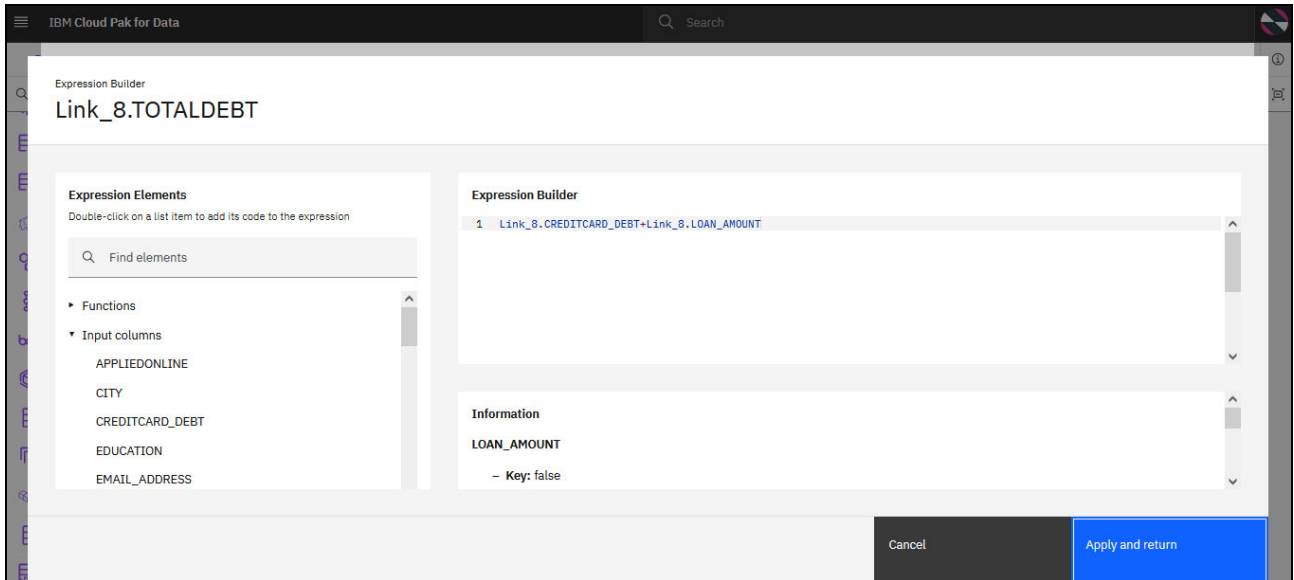 IBM Cloud Pak for Data
Search
Expression Builder
Link_8.TOTALDEBT
Expression Elements
Double-click on a list item to add its code to the expression
Find elements
Functions
Input columns
APPLIEDONLINE
CITY
CREDITCARD_DEBT
EDUCATION
EMAIL_ADDRESS
Expression Builder
1 Link_8.CREDITCARD_DEBT+Link_8.LOAN_AMOUNT
Information
LOAN_AMOUNT
– Key: false
Cancel
Apply and return